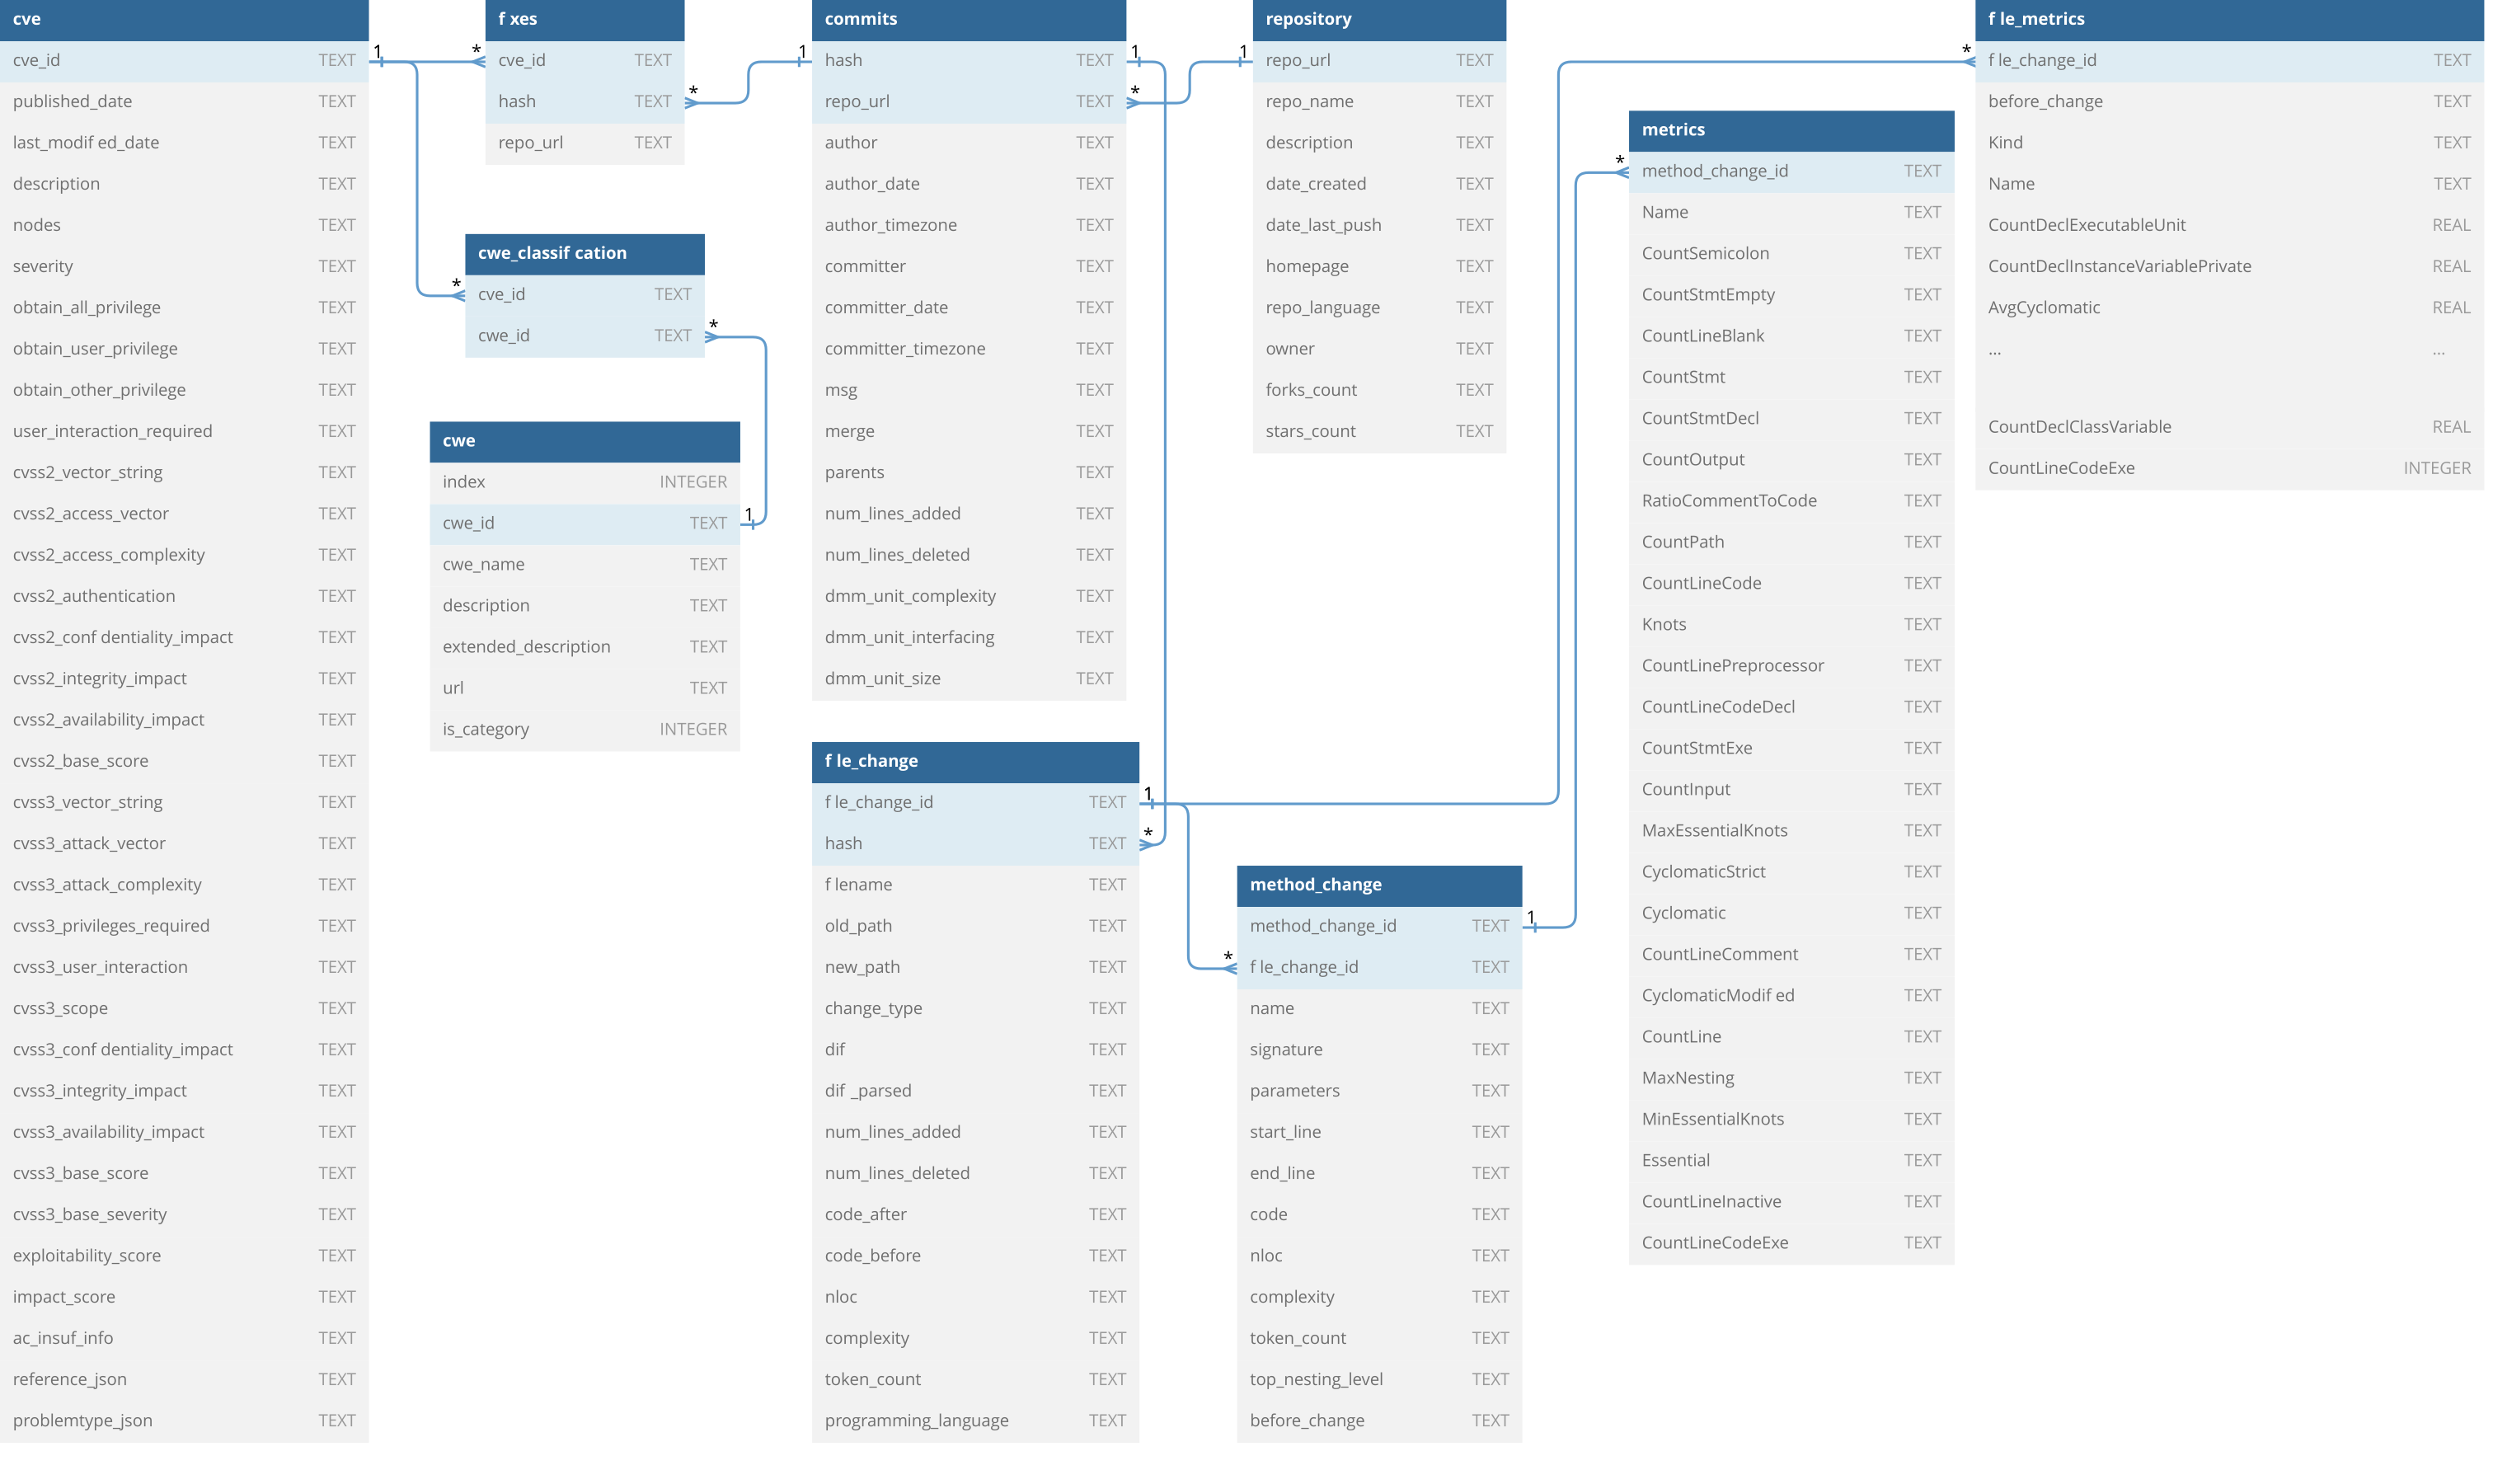 cve
cve_id TEXT 1
published_date TEXT
last_modif ed_date TEXT
description TEXT
nodes TEXT
severity TEXT
obtain_all_privilege TEXT
obtain_user_privilege TEXT
obtain_other_privilege TEXT
user_interaction_required TEXT
cvss2_vector_string TEXT
cvss2_access_vector TEXT
cvss2_access_complexity TEXT
cvss2_authentication TEXT
cvss2_conf dentiality_impact TEXT
cvss2_integrity_impact TEXT
cvss2_availability_impact TEXT
cvss2_base_score TEXT
cvss3_vector_string TEXT
cvss3_attack_vector TEXT
cvss3_attack_complexity TEXT
cvss3_privileges_required TEXT
cvss3_user_interaction TEXT
cvss3_scope TEXT
cvss3_conf dentiality_impact TEXT
cvss3_integrity_impact TEXT
cvss3_availability_impact TEXT
cvss3_base_score TEXT
cvss3_base_severity TEXT
exploitability_score TEXT
impact_score TEXT
ac_insuf_info TEXT
reference_json TEXT
problemtype_json TEXT
f xes
* cve_id TEXT
hash TEXT *
repo_url TEXT
cwe_classif cation
* cve_id TEXT
cwe_id TEXT *
cwe
index INTEGER
cwe_id TEXT 1
cwe_name TEXT
description TEXT
extended_description TEXT
url TEXT
is_category INTEGER
commits
1 hash TEXT 1
repo_url TEXT *
author TEXT
author_date TEXT
author_timezone TEXT
committer TEXT
committer_date TEXT
committer_timezone TEXT
msg TEXT
merge TEXT
parents TEXT
num_lines_added TEXT
num_lines_deleted TEXT
dmm_unit_complexity TEXT
dmm_unit_interfacing TEXT
dmm_unit_size TEXT
f le_change
f le_change_id TEXT 1
hash TEXT *
f lename TEXT
old_path TEXT
new_path TEXT
change_type TEXT
dif TEXT
dif _parsed TEXT
num_lines_added TEXT
num_lines_deleted TEXT
code_after TEXT
code_before TEXT
nloc TEXT
complexity TEXT
token_count TEXT
programming_language TEXT
repository
1 repo_url TEXT
repo_name TEXT
description TEXT
date_created TEXT
date_last_push TEXT
homepage TEXT
repo_language TEXT
owner TEXT
forks_count TEXT
stars_count TEXT
method_change
method_change_id TEXT 1
* f le_change_id TEXT
name TEXT
signature TEXT
parameters TEXT
start_line TEXT
end_line TEXT
code TEXT
nloc TEXT
complexity TEXT
token_count TEXT
top_nesting_level TEXT
before_change TEXT
metrics
* method_change_id TEXT
Name TEXT
CountSemicolon TEXT
CountStmtEmpty TEXT
CountLineBlank TEXT
CountStmt TEXT
CountStmtDecl TEXT
CountOutput TEXT
RatioCommentToCode TEXT
CountPath TEXT
CountLineCode TEXT
Knots TEXT
CountLinePreprocessor TEXT
CountLineCodeDecl TEXT
CountStmtExe TEXT
CountInput TEXT
MaxEssentialKnots TEXT
CyclomaticStrict TEXT
Cyclomatic TEXT
CountLineComment TEXT
CyclomaticModif ed TEXT
CountLine TEXT
MaxNesting TEXT
MinEssentialKnots TEXT
Essential TEXT
CountLineInactive TEXT
CountLineCodeExe TEXT
f le_metrics
* f le_change_id TEXT
before_change TEXT
Kind TEXT
Name TEXT
CountDeclExecutableUnit REAL
CountDeclInstanceVariablePrivate REAL
AvgCyclomatic REAL
... ...
CountDeclClassVariable REAL
CountLineCodeExe INTEGER